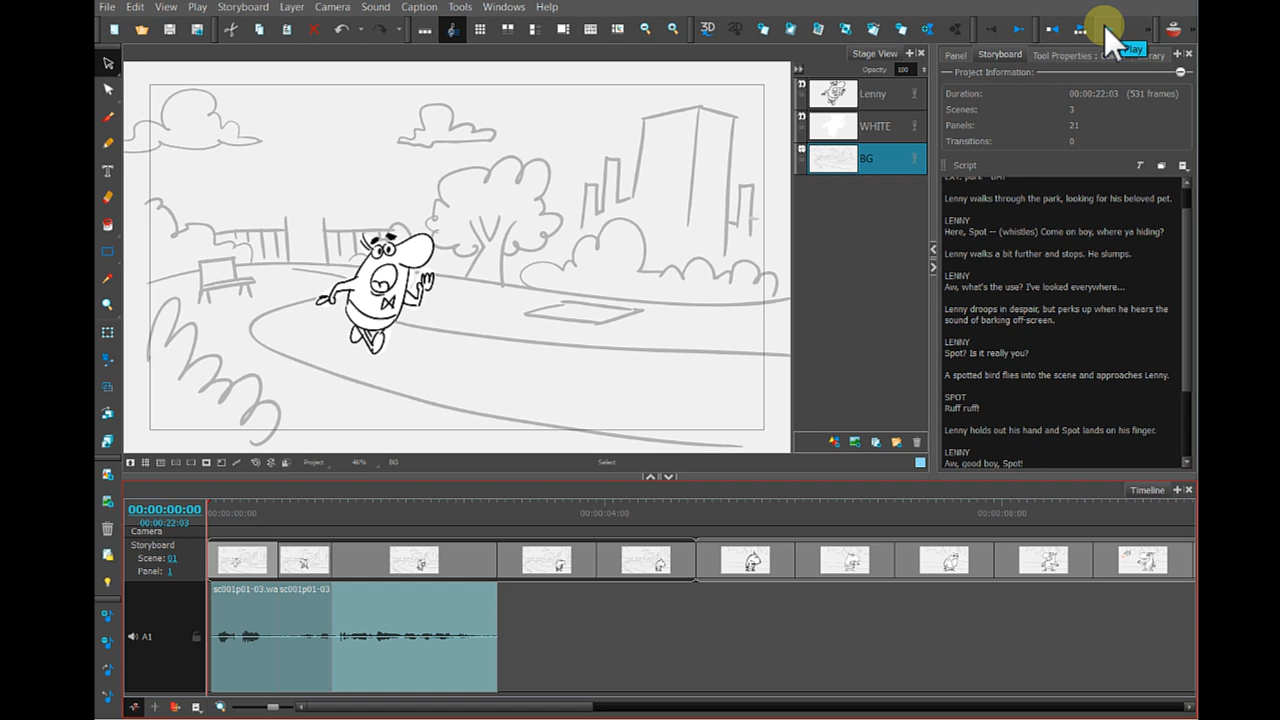 File Edit View Play Storyboard Layer Camera Sound Caption Tools Windows Help
3D
Play
Stage View
Panel Storyboard Tool Properties
Opacity 100
Project Information:
Lenny
Duration: 00:00:22:03 (531 frames)
Scenes: 3
WHITE
Panels: 21
Transitions: 0
BG
Script
Lenny walks through the park, looking for his beloved pet.
LENNY
Here, Spot -- (whistles) Come on boy, where ya hiding?
Lenny walks a bit further and stops. He slumps.
LENNY
Aw, what's the use? I've looked everywhere...
Lenny droops in despair, but perks up when he hears the
sound of barking off-screen.
LENNY
Spot? Is it really you?
A spotted bird flies into the scene and approaches Lenny.
SPOT
Ruff ruff!
Lenny holds out his hand and Spot lands on his finger.
LENNY
Aw, good boy, Spot!
Project 46% BG Select
Timeline
00:00:00:00
00:00:22:03
00:00:00:00 00:00:04:00 00:00:08:00
Camera
Storyboard
Scene: 01
Panel: 1
sc001p01-03.wa sc001p01-03
A1